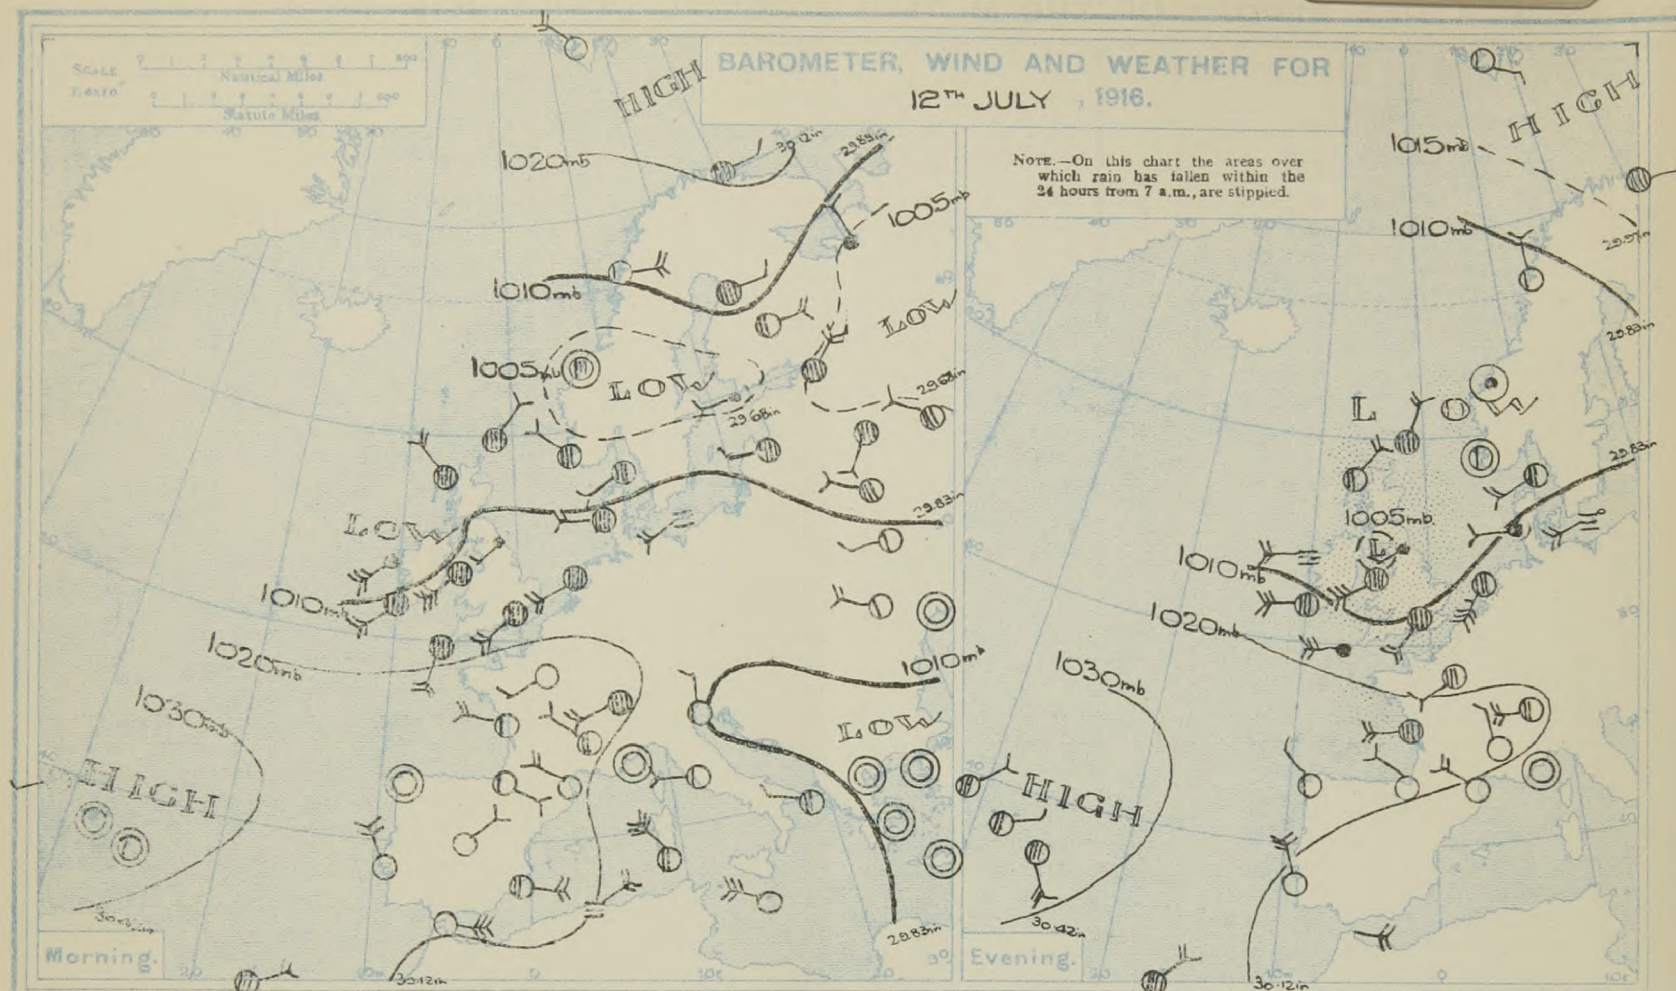 Nautical Miles
Statute Miles
BAROMETER, WIND AND WEATHER FOR
12TH JULY, 1916.
NOTE.—On this chart the areas over
which rain has fallen within the
24 hours from 7 a.m., are stippled.
HIGH
1020mb
30.12in
29.83in
1005mb
1010mb
LOW
1005mb
LOW
29.68in
29.68in
29.83in
LOW
1010mb
1020mb
1010mb
1030mb
LOW
HIGH
29.83in
30.12in
Morning.
HIGH
1015mb
1010mb
29.97in
29.83in
LOW
29.83in
1005mb
L
1010mb
1020mb
1030mb
HIGH
30.42in
30.12in
Evening.